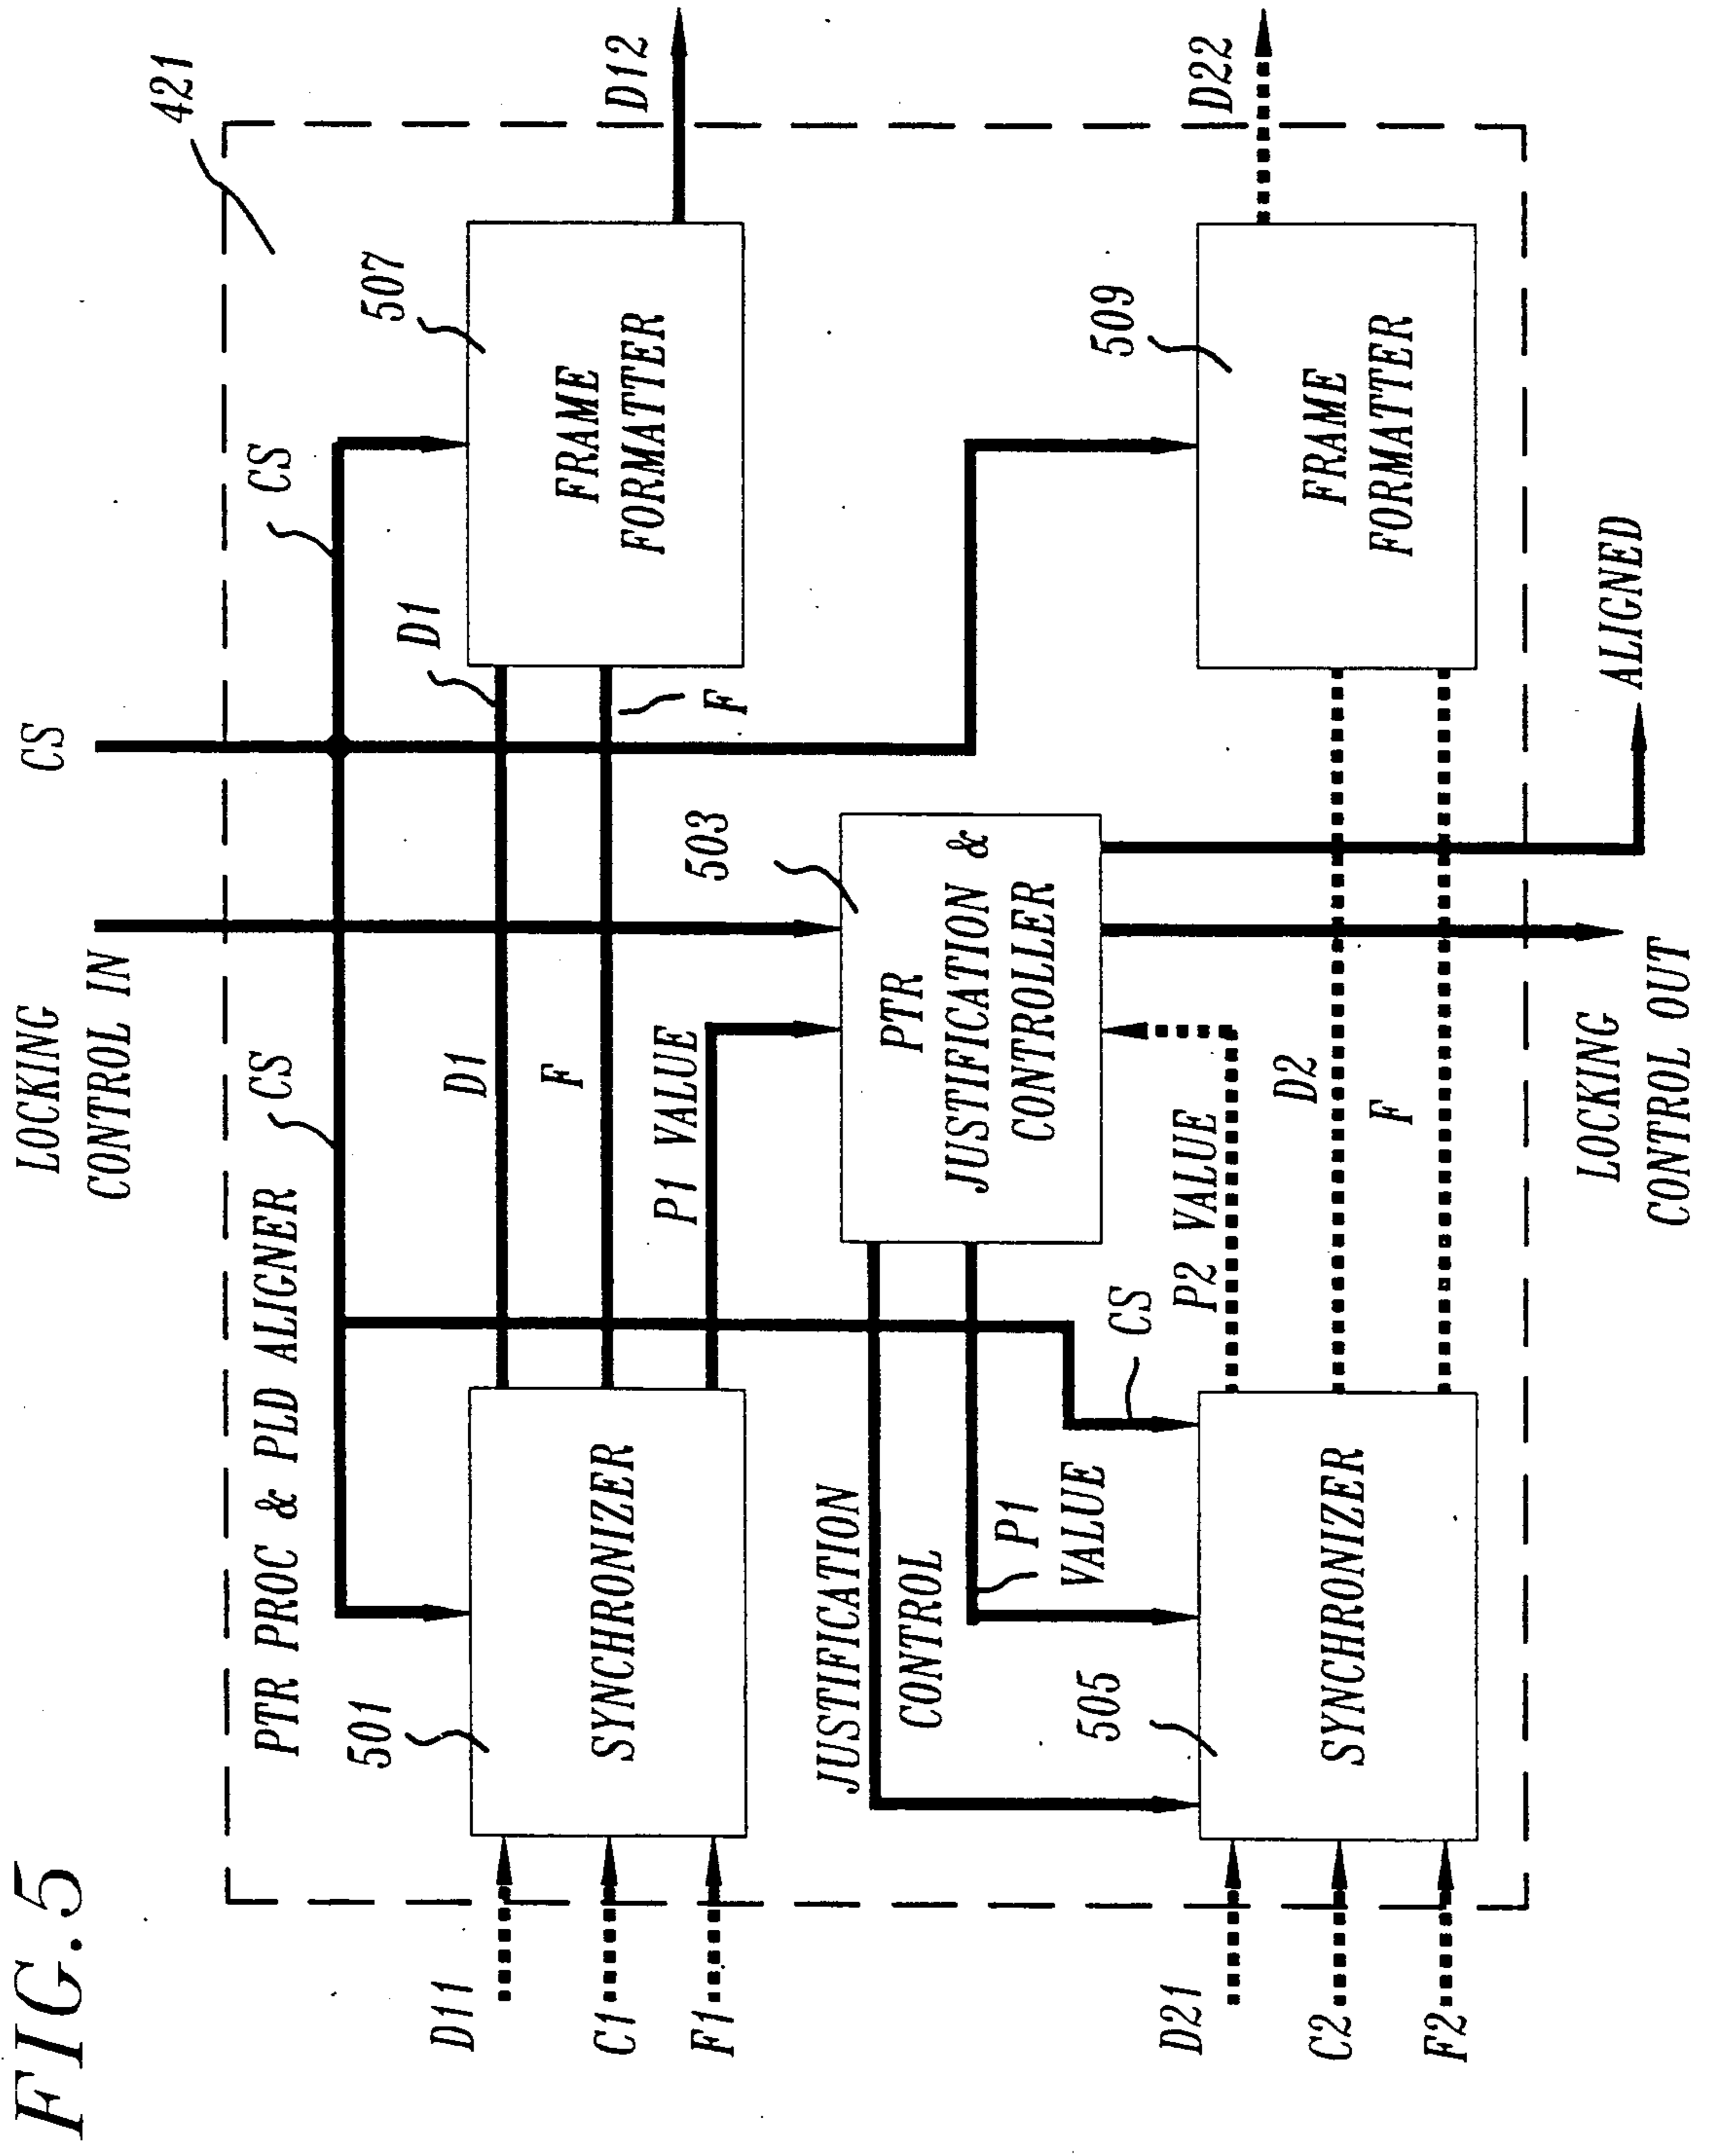 FIG.5
LOCKING
CONTROL IN
CS
421
PTR PROC & PLD ALIGNER
CS
CS
501
D1
D1
507
D12
D11
C1
F1
SYNCHRONIZER
F
F
FRAME
FORMATTER
P1 VALUE
503
JUSTIFICATION
CONTROL
PTR
JUSTIFICATION &
CONTROLLER
P1
VALUE
CS
505
P2 VALUE
509
D22
D21
C2
F2
SYNCHRONIZER
D2
F
FRAME
FORMATTER
LOCKING
CONTROL OUT
ALIGNED